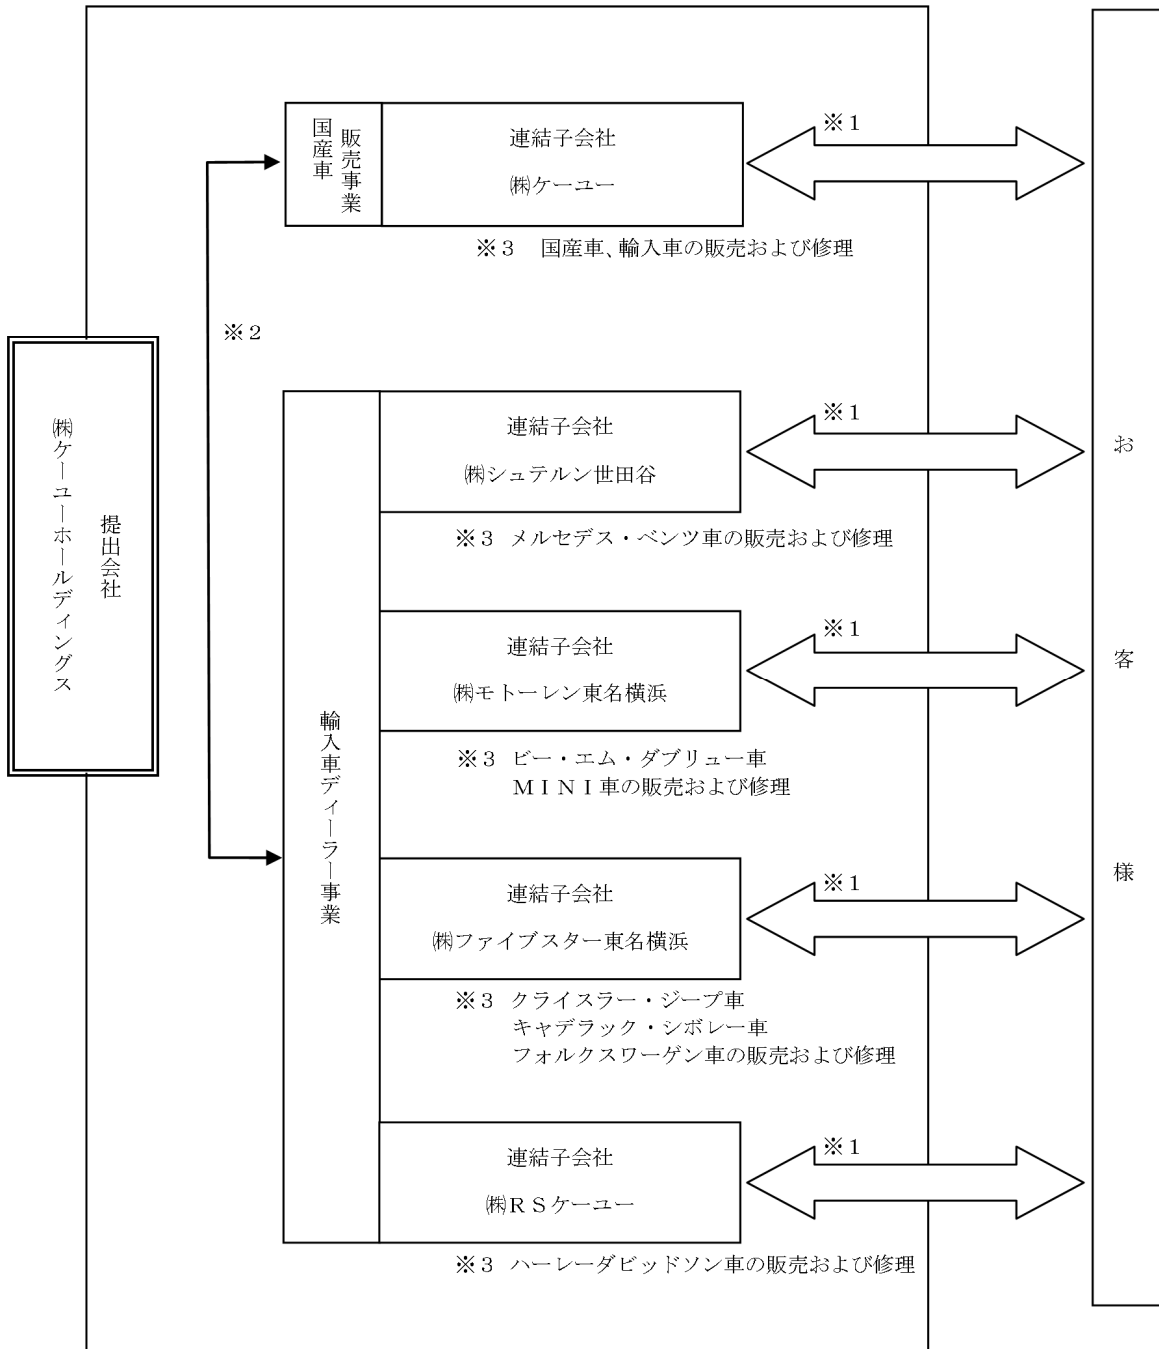 国産車
販売事業
連結子会社
㈱ケーユー
※1
※3 国産車、輸入車の販売および修理
※2
提出会社
㈱ケーユーホールディングス
輸入車ディーラー事業
連結子会社
㈱シュテルン世田谷
※1
※3 メルセデス・ベンツ車の販売および修理
連結子会社
㈱モトーレン東名横浜
※1
※3 ビー・エム・ダブリュー車
ＭＩＮＩ車の販売および修理
連結子会社
㈱ファイブスター東名横浜
※1
※3 クライスラー・ジープ車
キャデラック・シボレー車
フォルクスワーゲン車の販売および修理
連結子会社
㈱ＲＳケーユー
※1
※3 ハーレーダビッドソン車の販売および修理
お客様